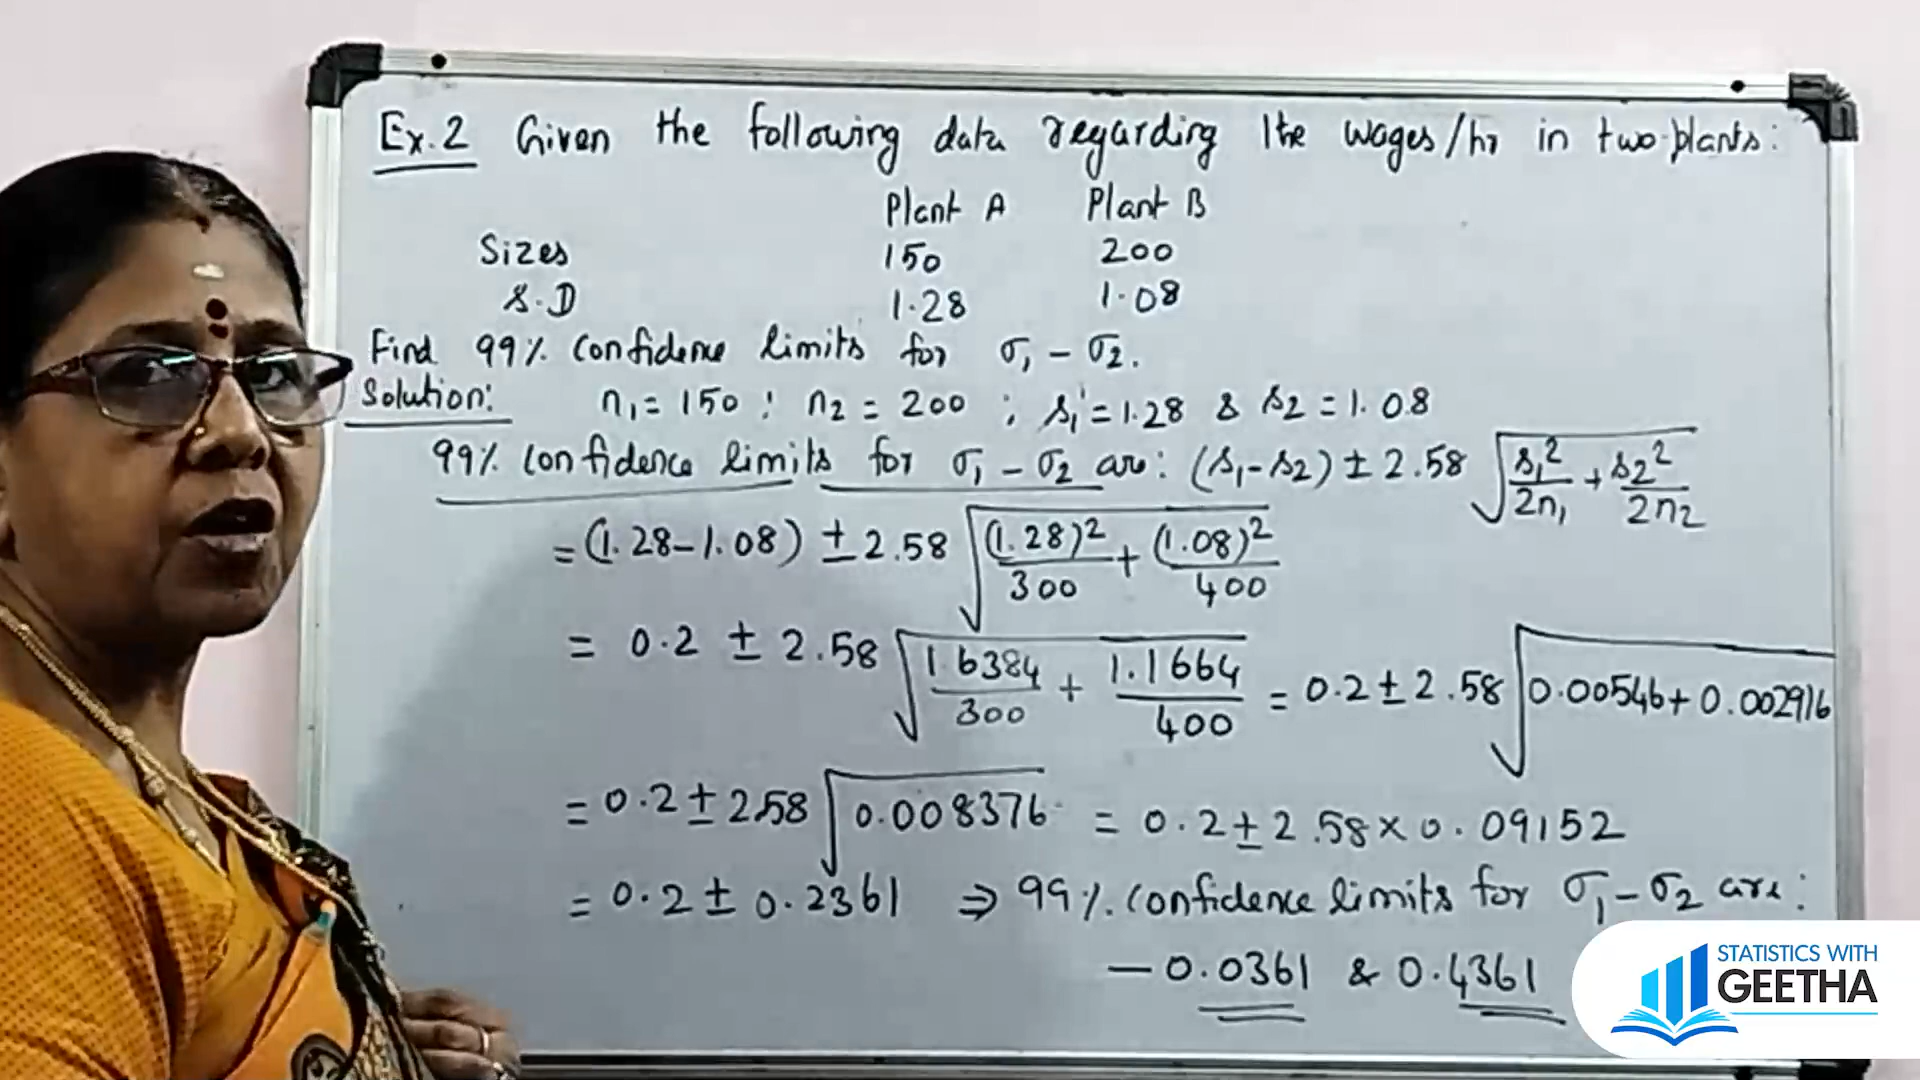 Ex.2 Given the following data regarding the wages/hr in two plants:
Plant A Plant B
Sizes 150 200
S.D 1.28 1.08
Find 99% confidence limits for σ₁ - σ₂.
Solution: n₁ = 150 ; n₂ = 200 ; s₁ = 1.28 & s₂ = 1.08
99% confidence limits for σ₁ - σ₂ are: (s₁ - s₂) ± 2.58 √(s₁²/2n₁ + s₂²/2n₂)
= (1.28 - 1.08) ± 2.58 √((1.28)²/300 + (1.08)²/400)
= 0.2 ± 2.58 √(1.6384/300 + 1.1664/400) = 0.2 ± 2.58 √(0.00546 + 0.002916)
= 0.2 ± 2.58 √0.008376 = 0.2 ± 2.58 × 0.09152
= 0.2 ± 0.2361 ⇒ 99% confidence limits for σ₁ - σ₂ are:
- 0.0361 & 0.4361
STATISTICS WITH
GEETHA